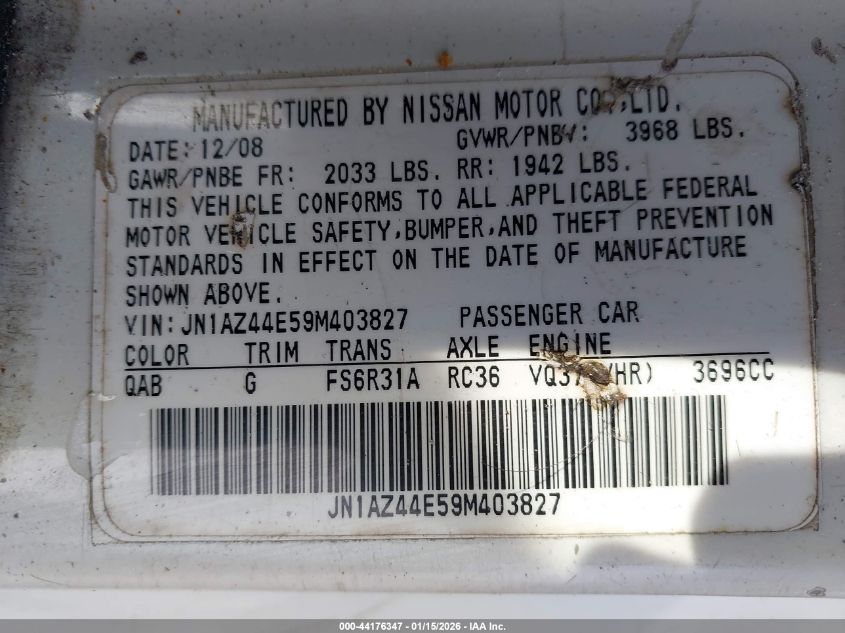 MANUFACTURED BY NISSAN MOTOR CO.,LTD.
DATE: 12/08 GVWR/PNBV: 3968 LBS.
GAWR/PNBE FR: 2033 LBS. RR: 1942 LBS.
THIS VEHICLE CONFORMS TO ALL APPLICABLE FEDERAL
MOTOR VEHICLE SAFETY,BUMPER,AND THEFT PREVENTION
STANDARDS IN EFFECT ON THE DATE OF MANUFACTURE
SHOWN ABOVE.
VIN:JN1AZ44E59M403827 PASSENGER CAR
COLOR TRIM TRANS AXLE ENGINE
QAB G FS6R31A RC36 3696CC
JN1AZ44E59M403827
000-44176347 - 01/15/2026 - IAA Inc.